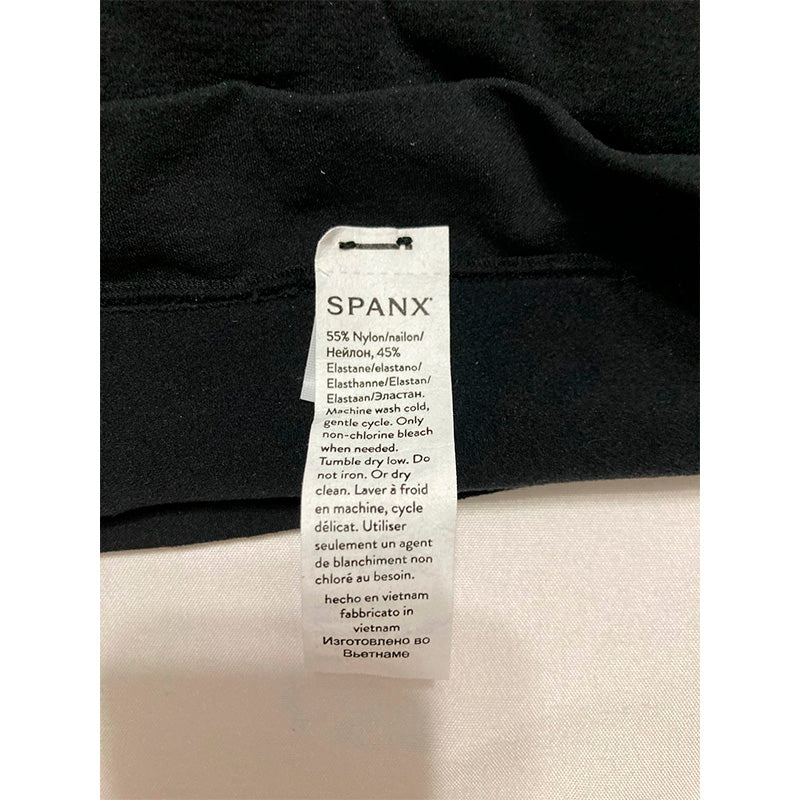 SPANX
55% Nylon/nailon/
Нейлон, 45%
Elastane/elastano/
Elasthanne/Elastan/
Elastaan/Эластан.
Machine wash cold,
gentle cycle. Only
non-chlorine bleach
when needed.
Tumble dry low. Do
not iron. Or dry
clean. Laver à froid
en machine, cycle
délicat. Utiliser
seulement un agent
de blanchiment non
chloré au besoin.
hecho en vietnam
fabbricato in
vietnam
Изготовлено во
Вьетнаме